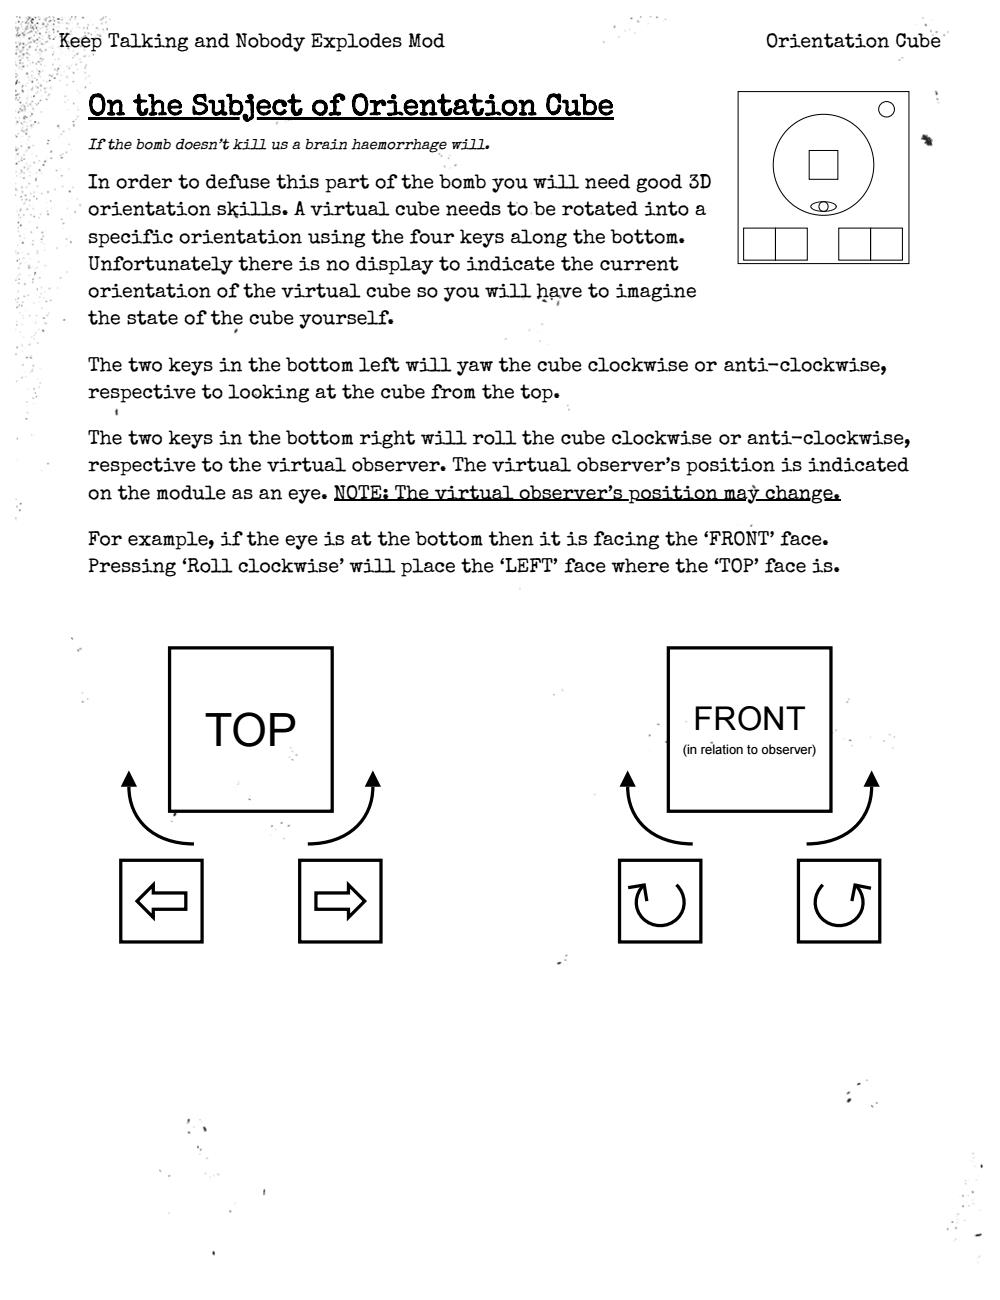 Keep Talking and Nobody Explodes Mod
Orientation Cube
On the Subject of Orientation Cube
If the bomb doesn't kill us a brain haemorrhage will.
In order to defuse this part of the bomb you will need good 3D
orientation skills. A virtual cube needs to be rotated into a
specific orientation using the four keys along the bottom.
Unfortunately there is no display to indicate the current
orientation of the virtual cube so you will have to imagine
the state of the cube yourself.
The two keys in the bottom left will yaw the cube clockwise or anti-clockwise,
respective to looking at the cube from the top.
The two keys in the bottom right will roll the cube clockwise or anti-clockwise,
respective to the virtual observer. The virtual observer's position is indicated
on the module as an eye. NOTE: The virtual observer's position may change.
For example, if the eye is at the bottom then it is facing the ‘FRONT’ face.
Pressing ‘Roll clockwise’ will place the ‘LEFT’ face where the ‘TOP’ face is.
TOP
FRONT
(in relation to observer)